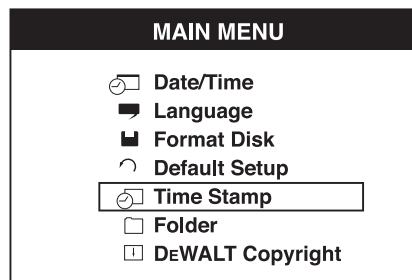 MAIN MENU
Date/Time
Language
Format Disk
Default Setup
Time Stamp
Folder
DEWALT Copyright